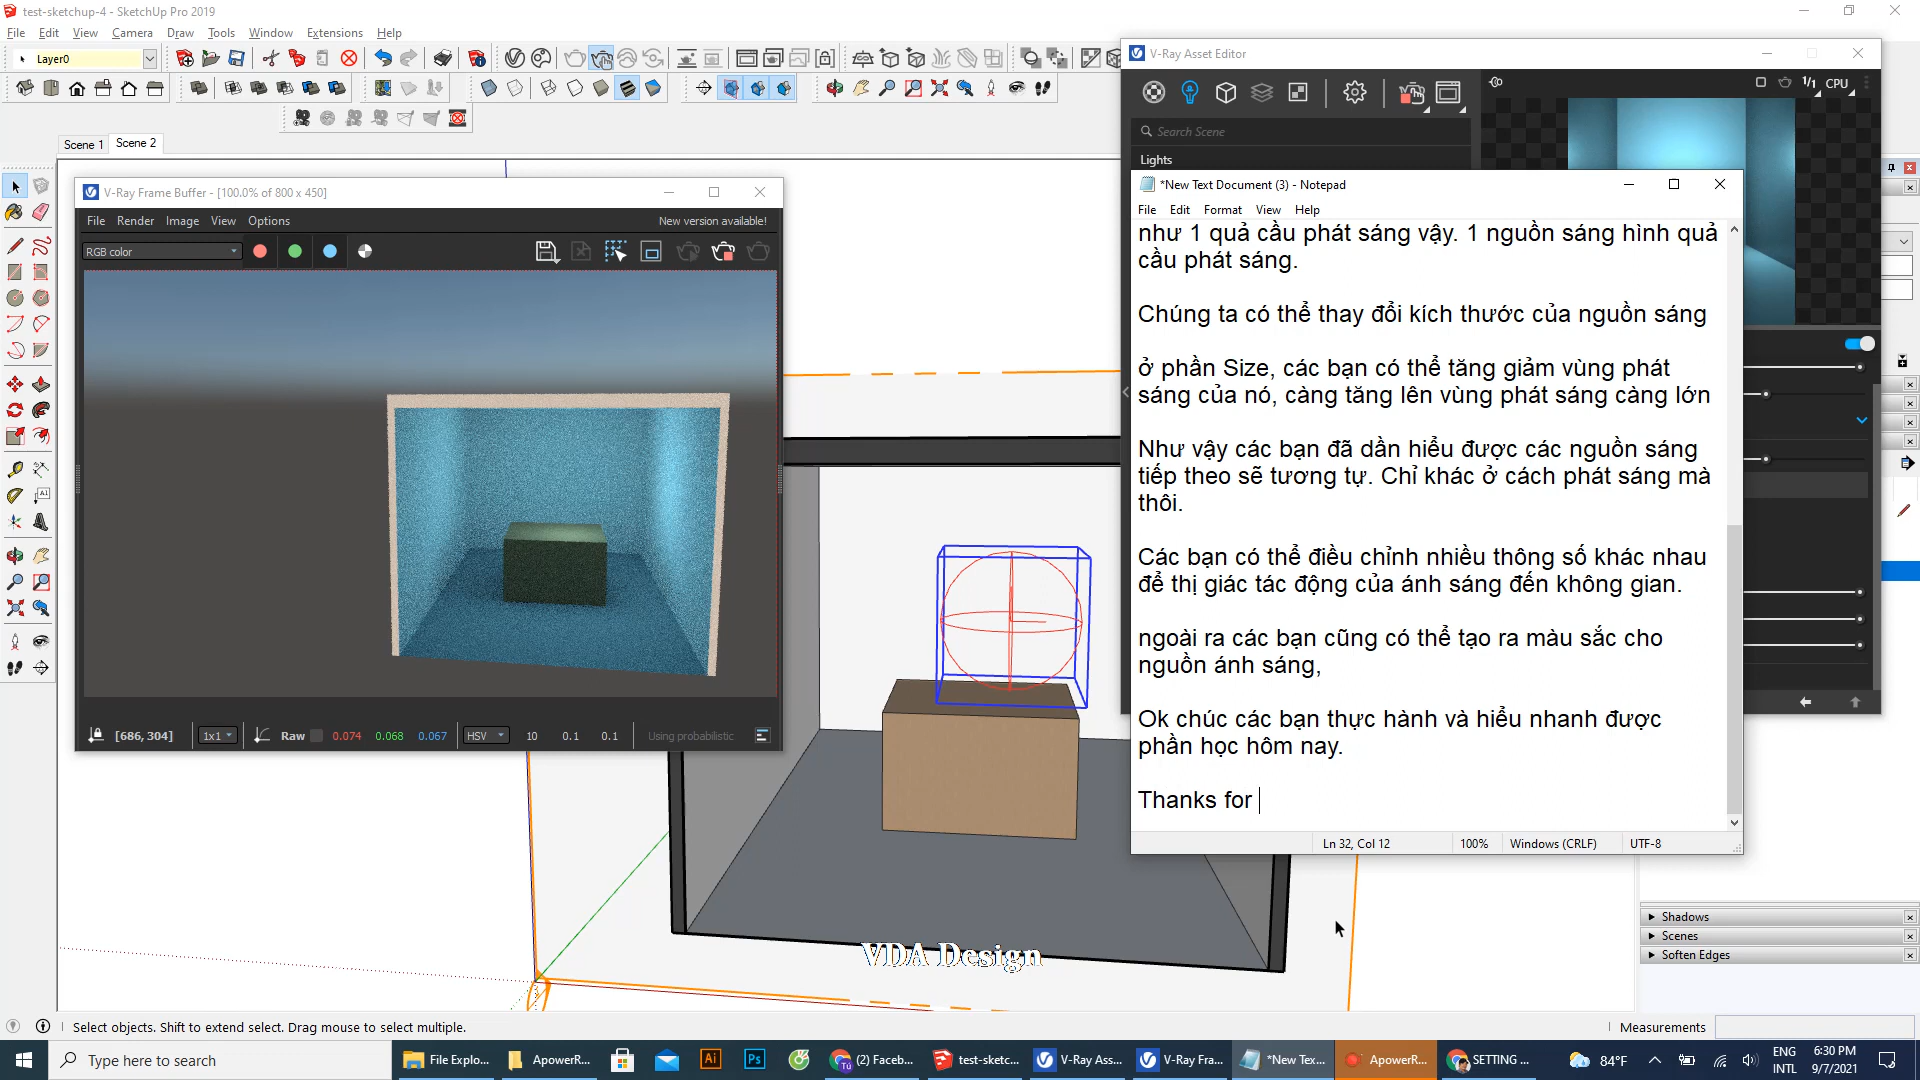 test-sketchup-4 - SketchUp Pro 2019
File Edit View Camera Draw Tools Window Extensions Help
Layer0
Scene 1 Scene 2
V-Ray Frame Buffer - [100.0% of 800 x 450]
File Render Image View Options New version available!
RGB color
[686, 304] 1x1 Raw 0.074 0.068 0.067 HSV 10 0.1 0.1 Using probabilistic
V-Ray Asset Editor
1/1 CPU
Search Scene
Lights
*New Text Document (3) - Notepad
File Edit Format View Help
như 1 quả cầu phát sáng vậy. 1 nguồn sáng hình quả
cầu phát sáng.
Chúng ta có thể thay đổi kích thước của nguồn sáng
ở phần Size, các bạn có thể tăng giảm vùng phát
sáng của nó, càng tăng lên vùng phát sáng càng lớn
Như vậy các bạn đã dần hiểu được các nguồn sáng
tiếp theo sẽ tương tự. Chỉ khác ở cách phát sáng mà
thôi.
Các bạn có thể điều chỉnh nhiều thông số khác nhau
để thị giác tác động của ánh sáng đến không gian.
ngoài ra các bạn cũng có thể tạo ra màu sắc cho
nguồn ánh sáng,
Ok chúc các bạn thực hành và hiểu nhanh được
phần học hôm nay.
Thanks for
Ln 32, Col 12 100% Windows (CRLF) UTF-8
VDA Design
Shadows
Scenes
Soften Edges
Select objects. Shift to extend select. Drag mouse to select multiple.
Measurements
Type here to search
File Explo... ApowerR... Ai Ps (2) Faceb... test-sketc... V-Ray Ass... V-Ray Fra... *New Tex... ApowerR... SETTING ...
84°F
ENG
INTL
6:30 PM
9/7/2021